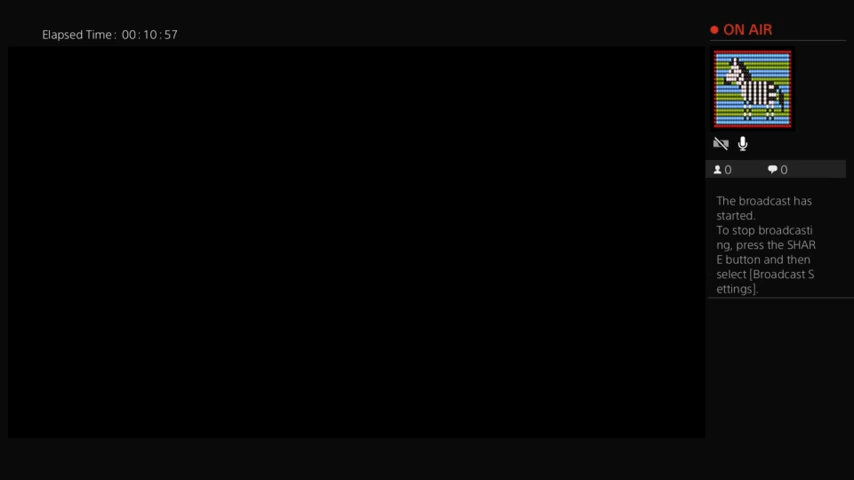 Elapsed Time: 00:10:57
ON AIR
0 0
The broadcast has
started.
To stop broadcasti
ng, press the SHAR
E button and then
select [Broadcast S
ettings].